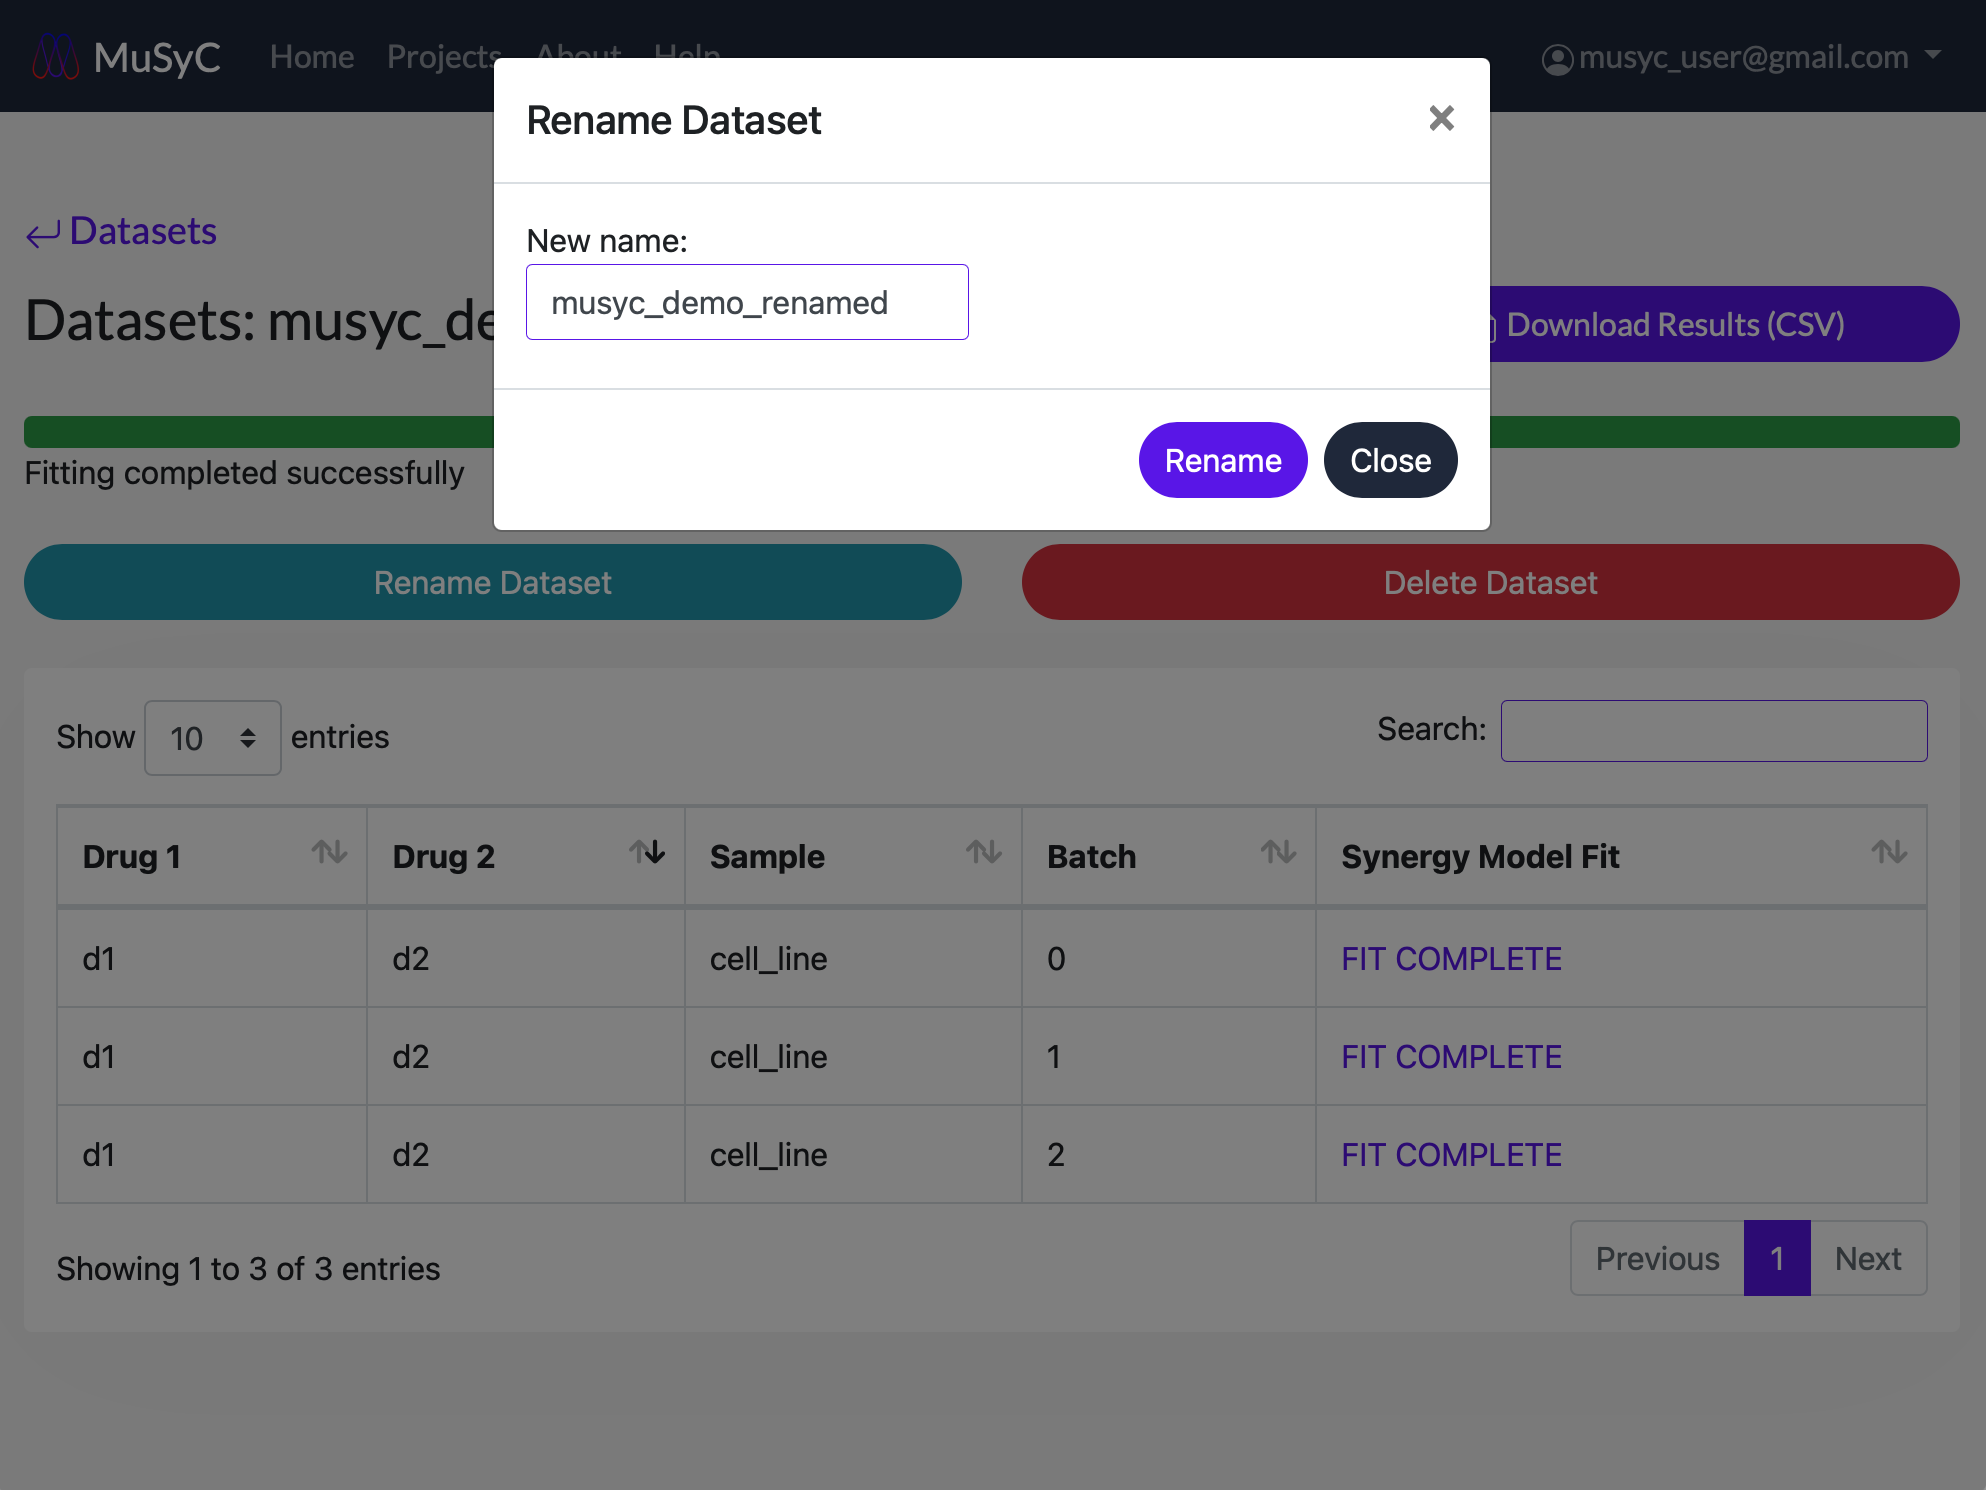 MuSyC Home Projects About Help musyc_user@gmail.com
Rename Dataset ×
New name:
musyc_demo_renamed
Rename Close
Datasets
Datasets: musyc_de
Download Results (CSV)
Fitting completed successfully
Rename Dataset Delete Dataset
Show 10 entries Search:
Drug 1 Drug 2 Sample Batch Synergy Model Fit
d1 d2 cell_line 0 FIT COMPLETE
d1 d2 cell_line 1 FIT COMPLETE
d1 d2 cell_line 2 FIT COMPLETE
Showing 1 to 3 of 3 entries Previous 1 Next